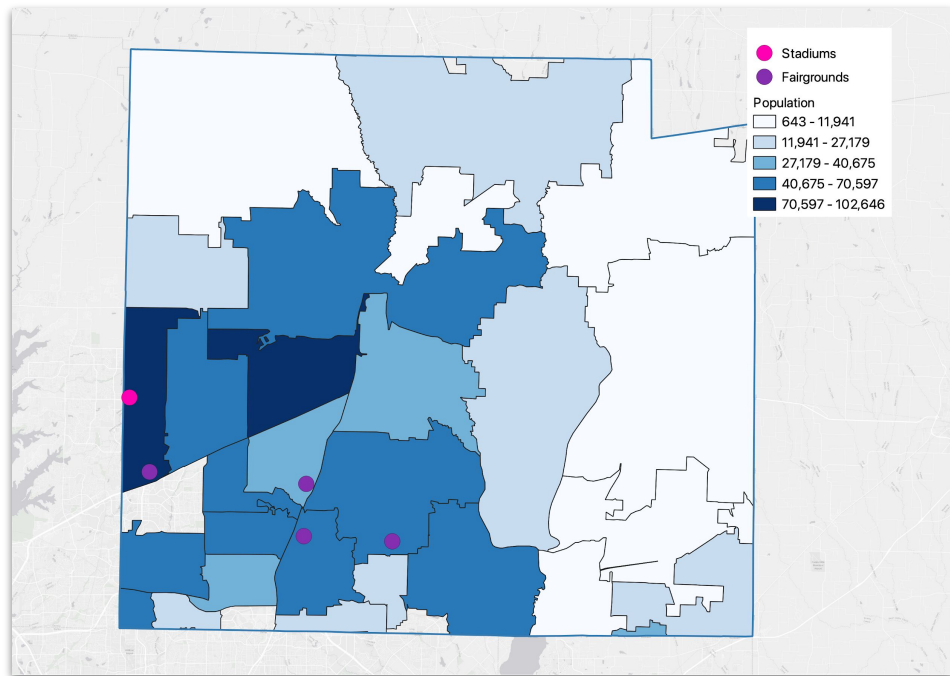 Stadiums
Fairgrounds
Population
643 - 11,941
11,941 - 27,179
27,179 - 40,675
40,675 - 70,597
70,597 - 102,646